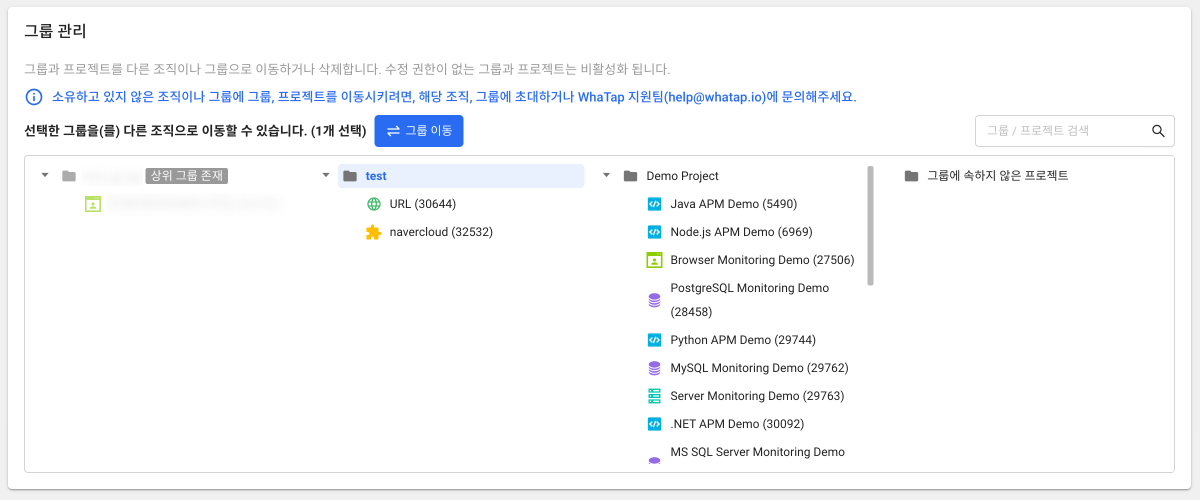 그룹 관리
그룹과 프로젝트를 다른 조직이나 그룹으로 이동하거나 삭제합니다. 수정 권한이 없는 그룹과 프로젝트는 비활성화 됩니다.
소유하고 있지 않은 조직이나 그룹에 그룹, 프로젝트를 이동시키려면, 해당 조직, 그룹에 초대하거나 WhaTap 지원팀(help@whatap.io)에 문의해주세요.
선택한 그룹을(를) 다른 조직으로 이동할 수 있습니다. (1개 선택)
그룹 이동
그룹 / 프로젝트 검색
상위 그룹 존재
test
URL (30644)
navercloud (32532)
Demo Project
Java APM Demo (5490)
Node.js APM Demo (6969)
Browser Monitoring Demo (27506)
PostgreSQL Monitoring Demo
(28458)
Python APM Demo (29744)
MySQL Monitoring Demo (29762)
Server Monitoring Demo (29763)
.NET APM Demo (30092)
MS SQL Server Monitoring Demo
그룹에 속하지 않은 프로젝트